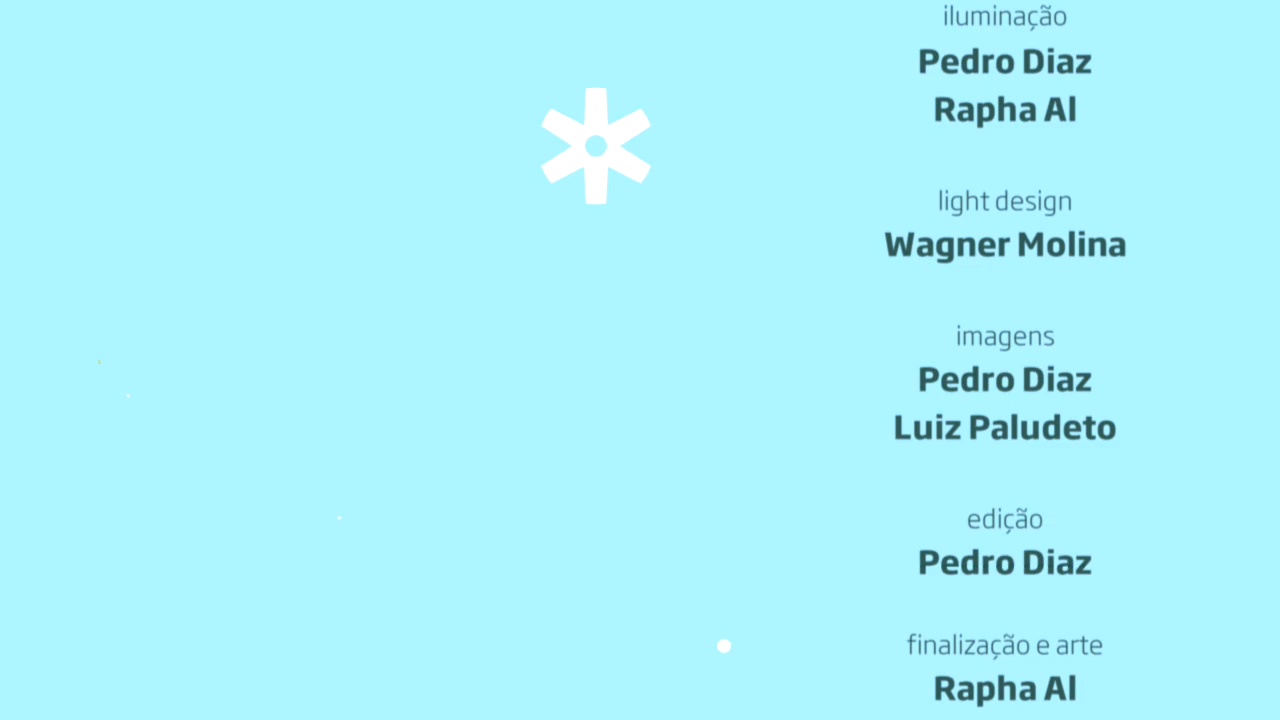 iluminação
Pedro Diaz
Rapha Al
light design
Wagner Molina
imagens
Pedro Diaz
Luiz Paludeto
edição
Pedro Diaz
finalização e arte
Rapha Al